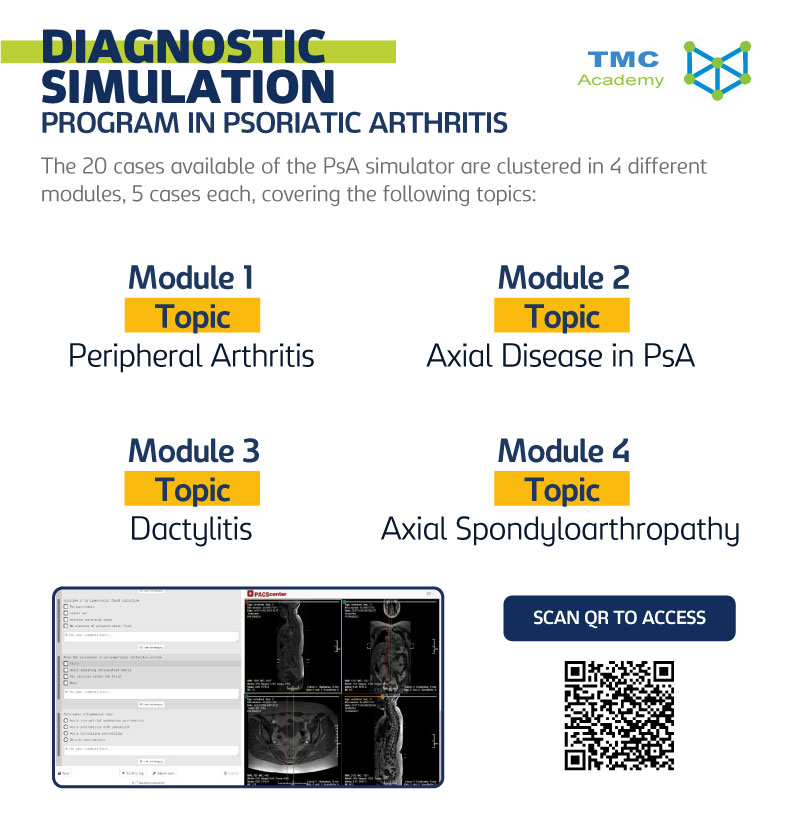 DIAGNOSTIC
SIMULATION
PROGRAM IN PSORIATIC ARTHRITIS
TMC
Academy
The 20 cases available of the PsA simulator are clustered in 4 different
modules, 5 cases each, covering the following topics:
Module 1
Topic
Peripheral Arthritis
Module 2
Topic
Axial Disease in PsA
Module 3
Topic
Dactylitis
Module 4
Topic
Axial Spondyloarthropathy
PACScenter
SCAN QR TO ACCESS